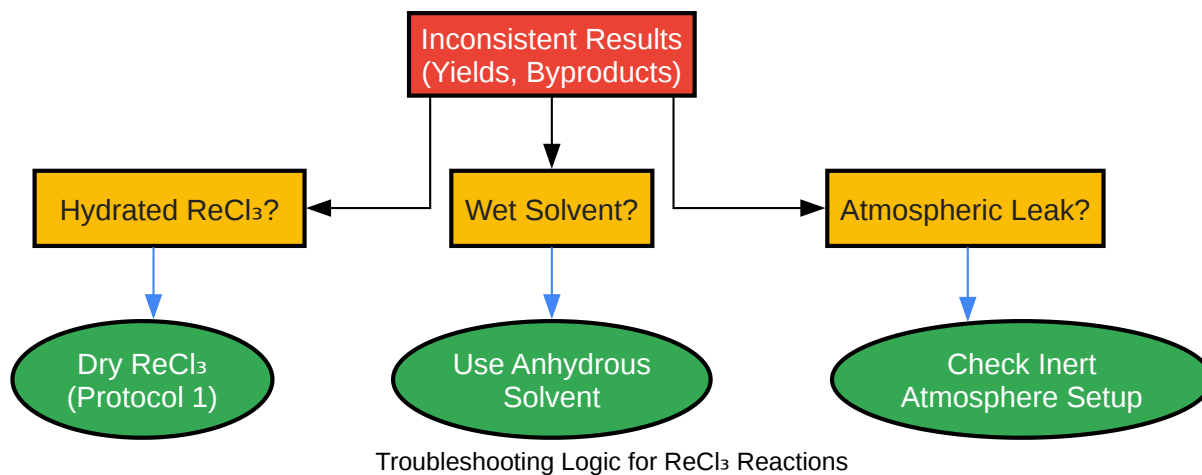 Inconsistent Results
(Yields, Byproducts)
Hydrated ReCl₃?
Wet Solvent?
Atmospheric Leak?
Dry ReCl₃
(Protocol 1)
Use Anhydrous
Solvent
Check Inert
Atmosphere Setup
Troubleshooting Logic for ReCl₃ Reactions